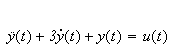 ÿ(t) + 3ẏ(t) + y(t) = u(t)